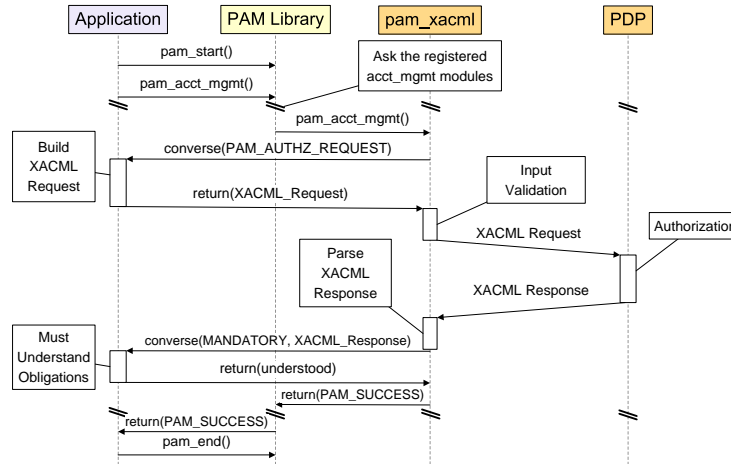 Application
PAM Library
pam_xacml
PDP
pam_start()
Ask the registered
acct_mgmt modules
pam_acct_mgmt()
pam_acct_mgmt()
Build
XACML
Request
converse(PAM_AUTHZ_REQUEST)
return(XACML_Request)
Input
Validation
XACML Request
Authorization
Parse
XACML
Response
XACML Response
Must
Understand
Obligations
converse(MANDATORY, XACML_Response)
return(understood)
return(PAM_SUCCESS)
return(PAM_SUCCESS)
pam_end()